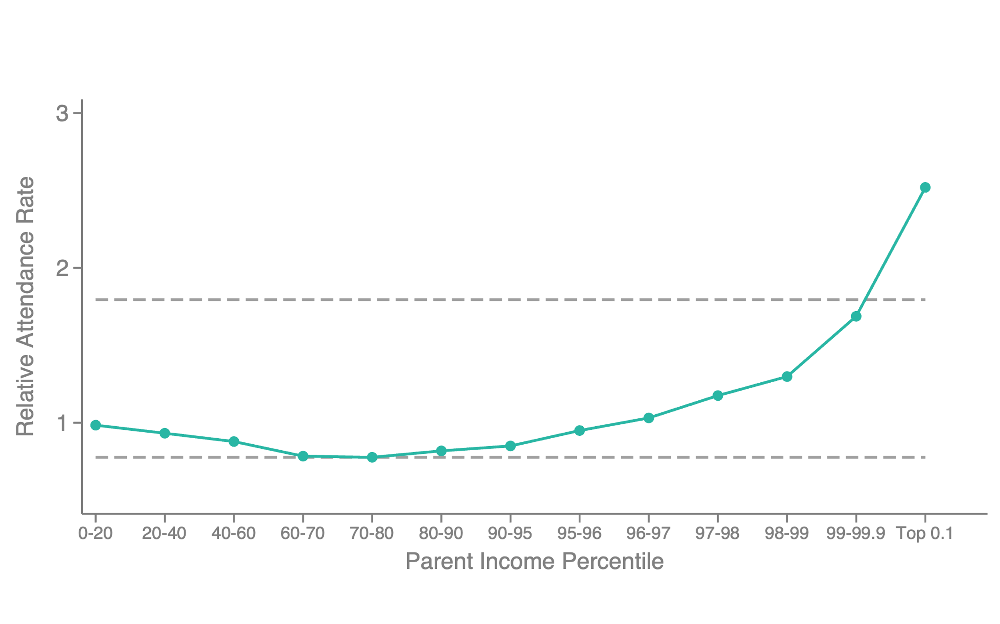 3
2
1
Relative Attendance Rate
0-20 20-40 40-60 60-70 70-80 80-90 90-95 95-96 96-97 97-98 98-99 99-99.9 Top 0.1
Parent Income Percentile